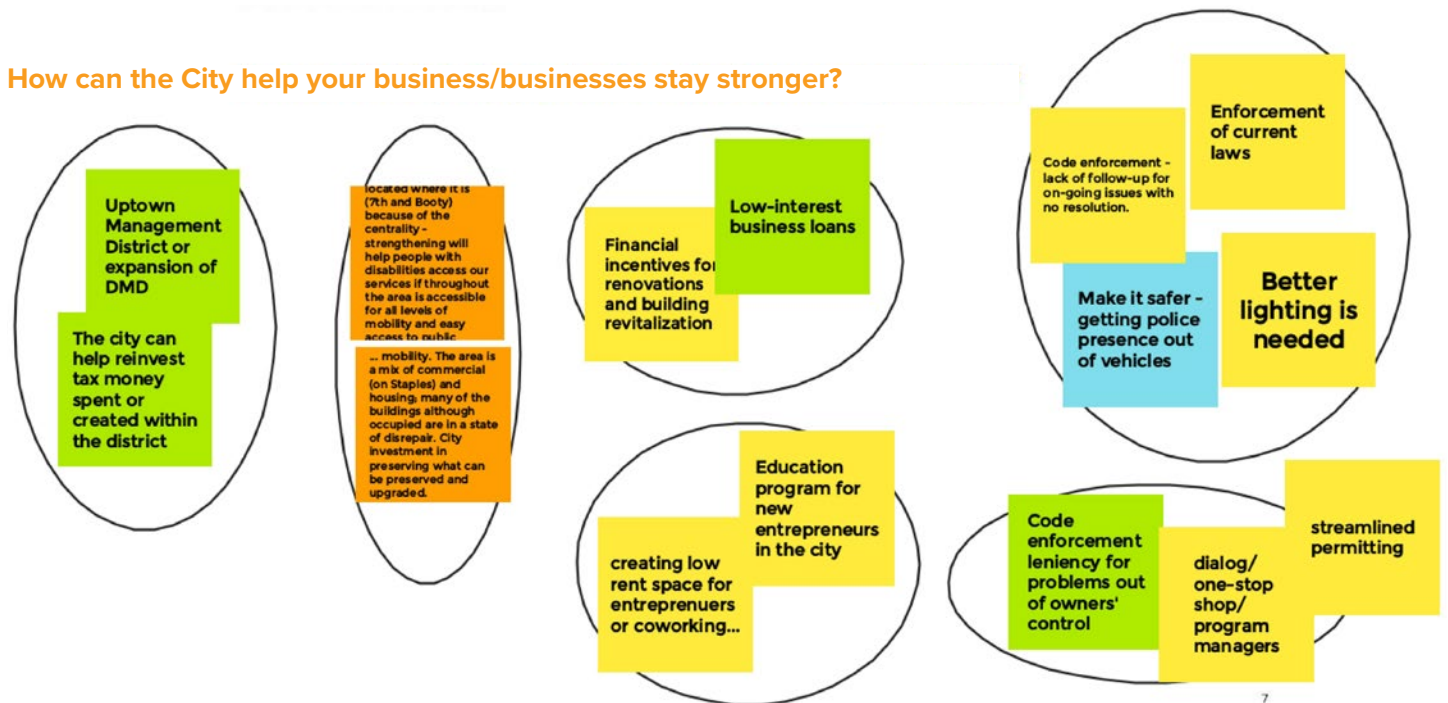 How can the City help your business/businesses stay stronger?
Uptown
Management
District or
expansion of
DMD
The city can
help reinvest
tax money
spent or
created within
the district
located where it is
(7th and Booty)
because of the
centrality -
strengthening will
help people with
disabilities access our
services if throughout
the area is accessible
for all levels of
mobility and easy
access to public
... mobility. The area is
a mix of commercial
(on Staples) and
housing; many of the
buildings although
occupied are in a state
of disrepair. City
investment in
preserving what can
be preserved and
upgraded.
Financial
incentives for
renovations
and building
revitalization
Low-interest
business loans
creating low
rent space for
entreprenuers
or coworking...
Education
program for
new
entrepreneurs
in the city
Code enforcement -
lack of follow-up for
on-going issues with
no resolution.
Enforcement
of current
laws
Make it safer -
getting police
presence out
of vehicles
Better
lighting is
needed
Code
enforcement
leniency for
problems out
of owners'
control
dialog/
one-stop
shop/
program
managers
streamlined
permitting
7